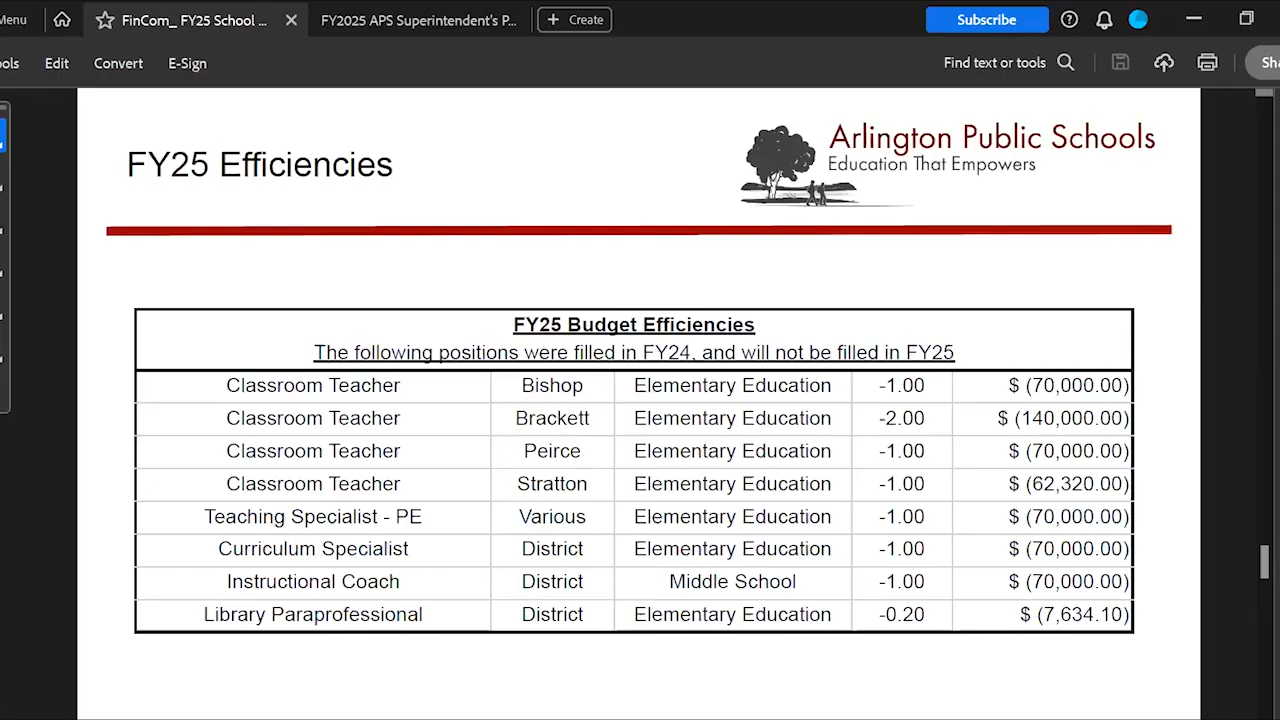 Menu FinCom_ FY25 School ... FY2025 APS Superintendent's P... Create Subscribe
ols Edit Convert E-Sign Find text or tools Sha
FY25 Efficiencies
Arlington Public Schools
Education That Empowers
FY25 Budget Efficiencies
The following positions were filled in FY24, and will not be filled in FY25
Classroom Teacher Bishop Elementary Education -1.00 $ (70,000.00)
Classroom Teacher Brackett Elementary Education -2.00 $ (140,000.00)
Classroom Teacher Peirce Elementary Education -1.00 $ (70,000.00)
Classroom Teacher Stratton Elementary Education -1.00 $ (62,320.00)
Teaching Specialist - PE Various Elementary Education -1.00 $ (70,000.00)
Curriculum Specialist District Elementary Education -1.00 $ (70,000.00)
Instructional Coach District Middle School -1.00 $ (70,000.00)
Library Paraprofessional District Elementary Education -0.20 $ (7,634.10)